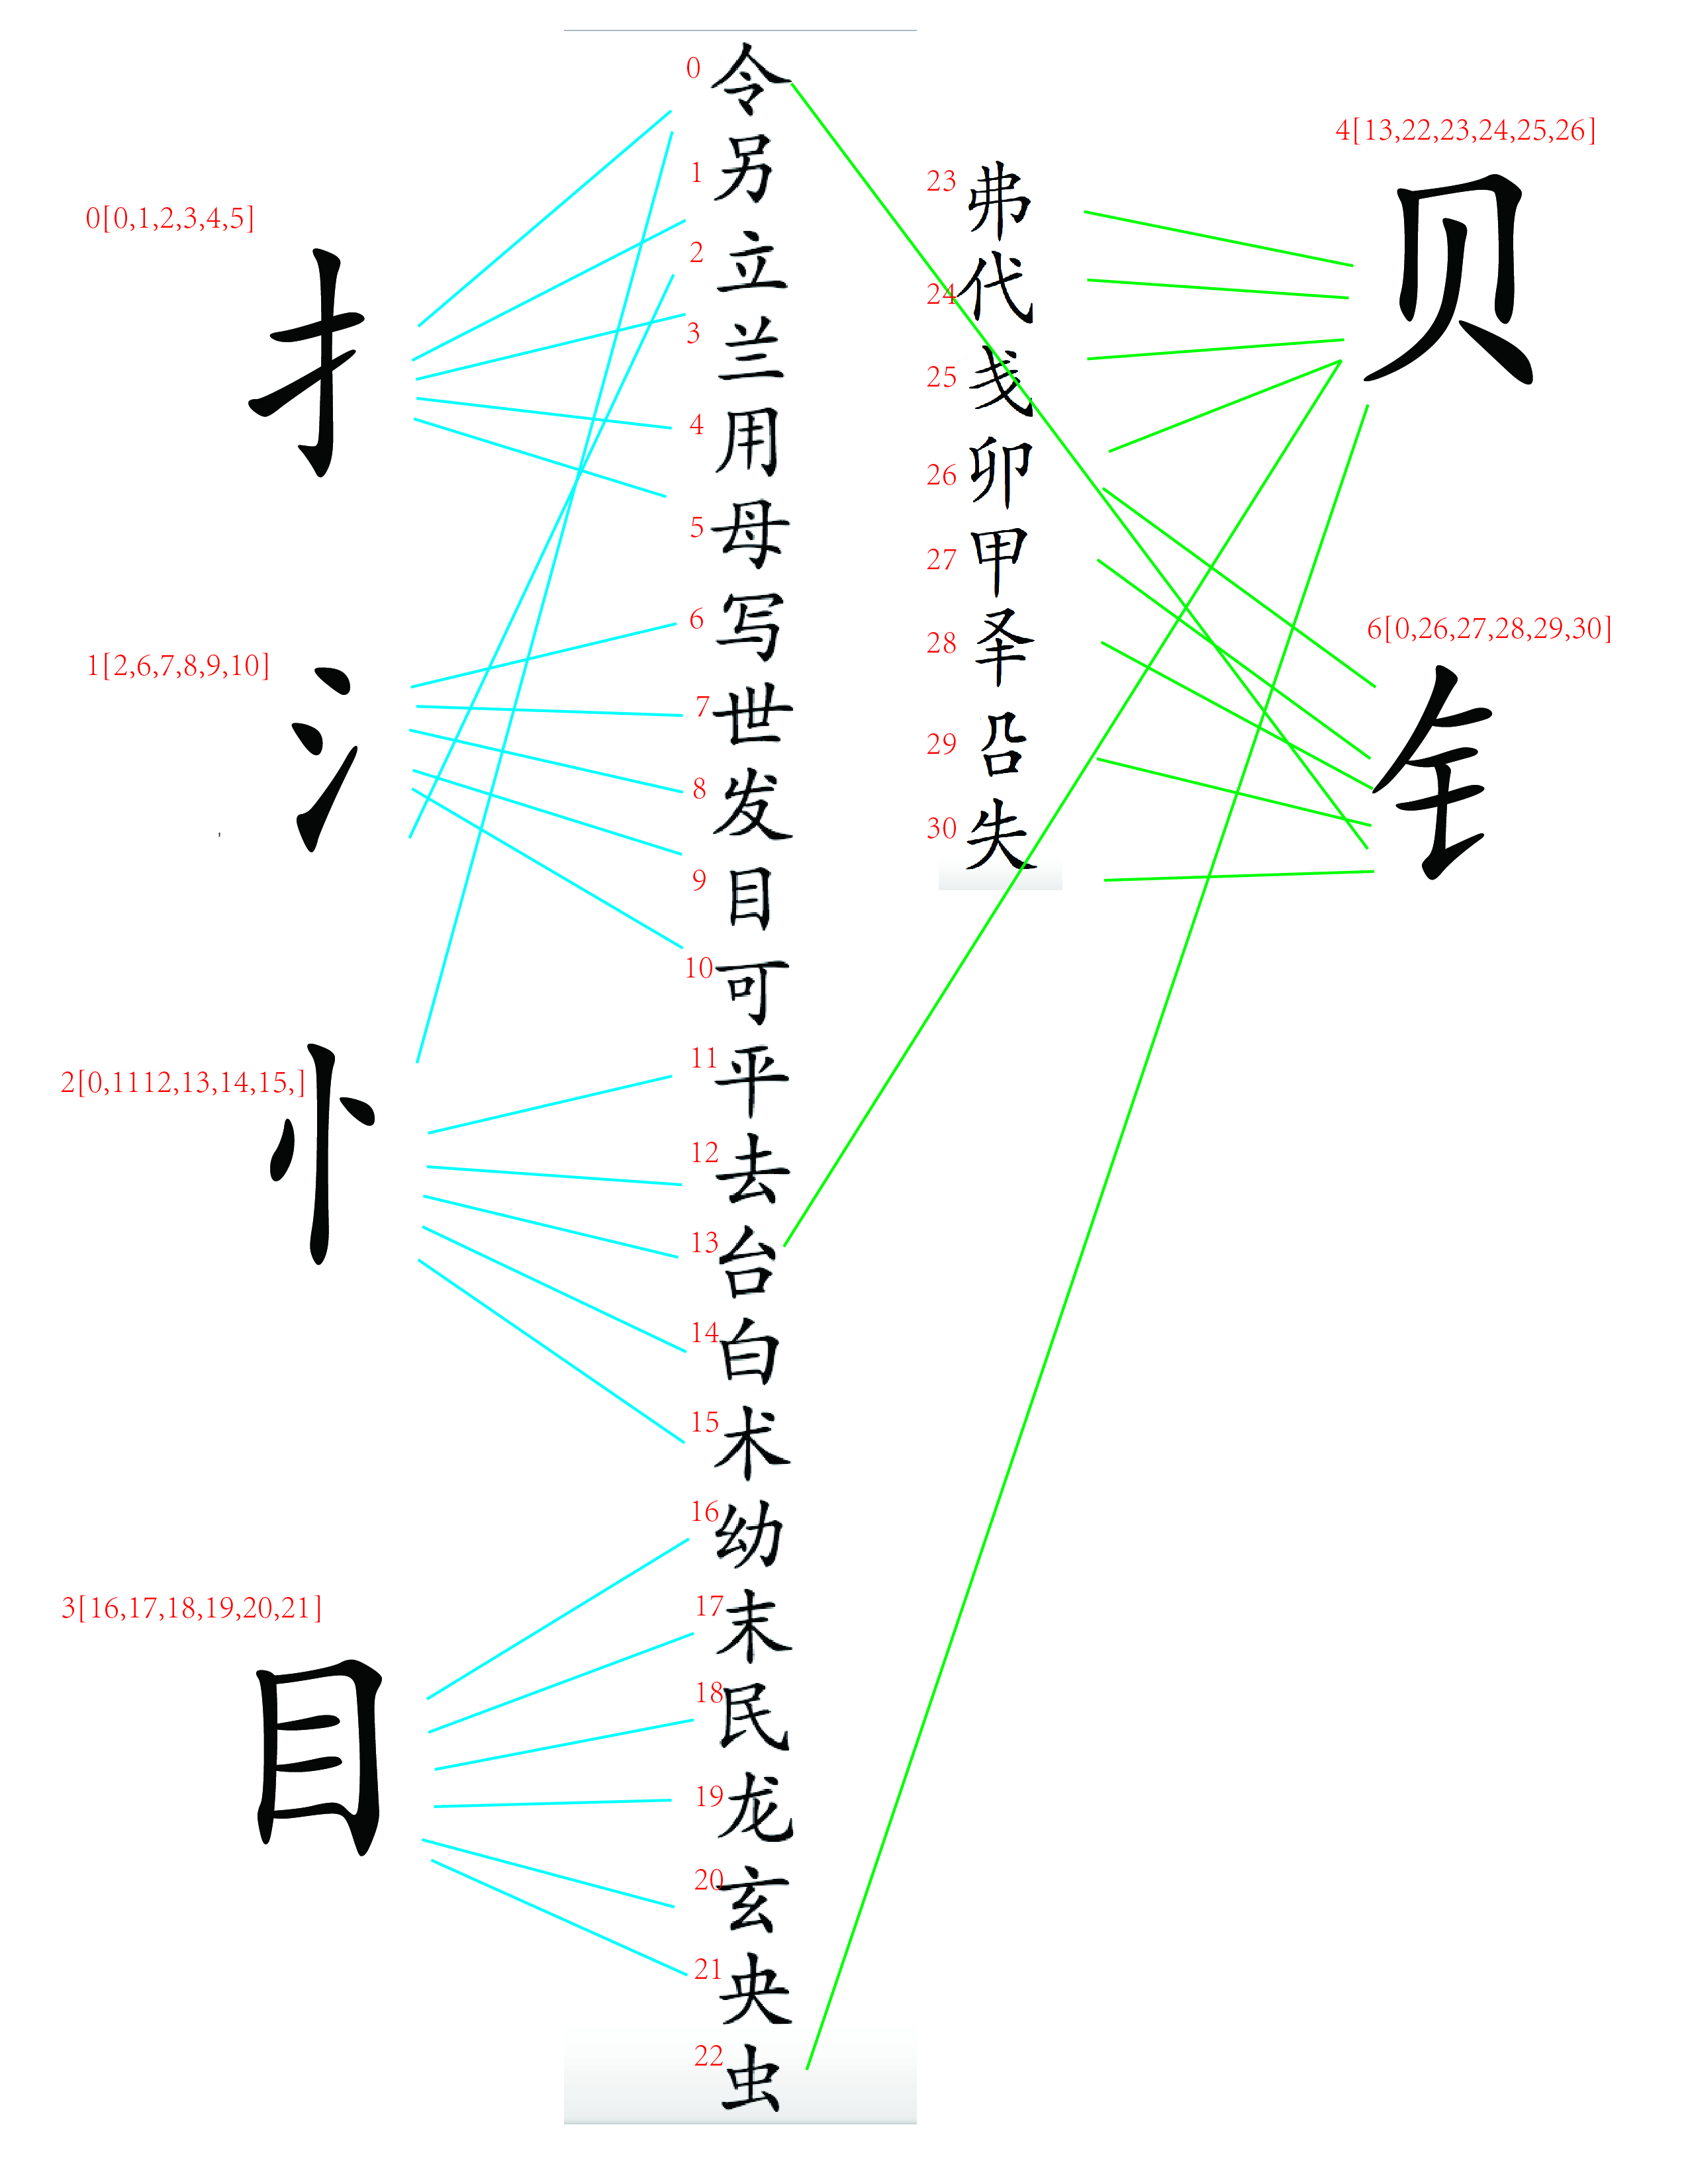 0[0,1,2,3,4,5]
扌
1[2,6,7,8,9,10]
氵
2[0,1112,13,14,15,]
忄
3[16,17,18,19,20,21]
目
0 令
1 另
2 立
3 兰
4 用
5 母
6 写
7 世
8 发
9 目
10 可
11 平
12 去
13 台
14 白
15 术
16 幼
17 末
18 民
19 龙
20 玄
21 央
22 虫
23 弗
24 代
25 戋
26 卯
27 甲
28 𠬤
29 㕣
30 失
4[13,22,23,24,25,26]
贝
6[0,26,27,28,29,30]
钅